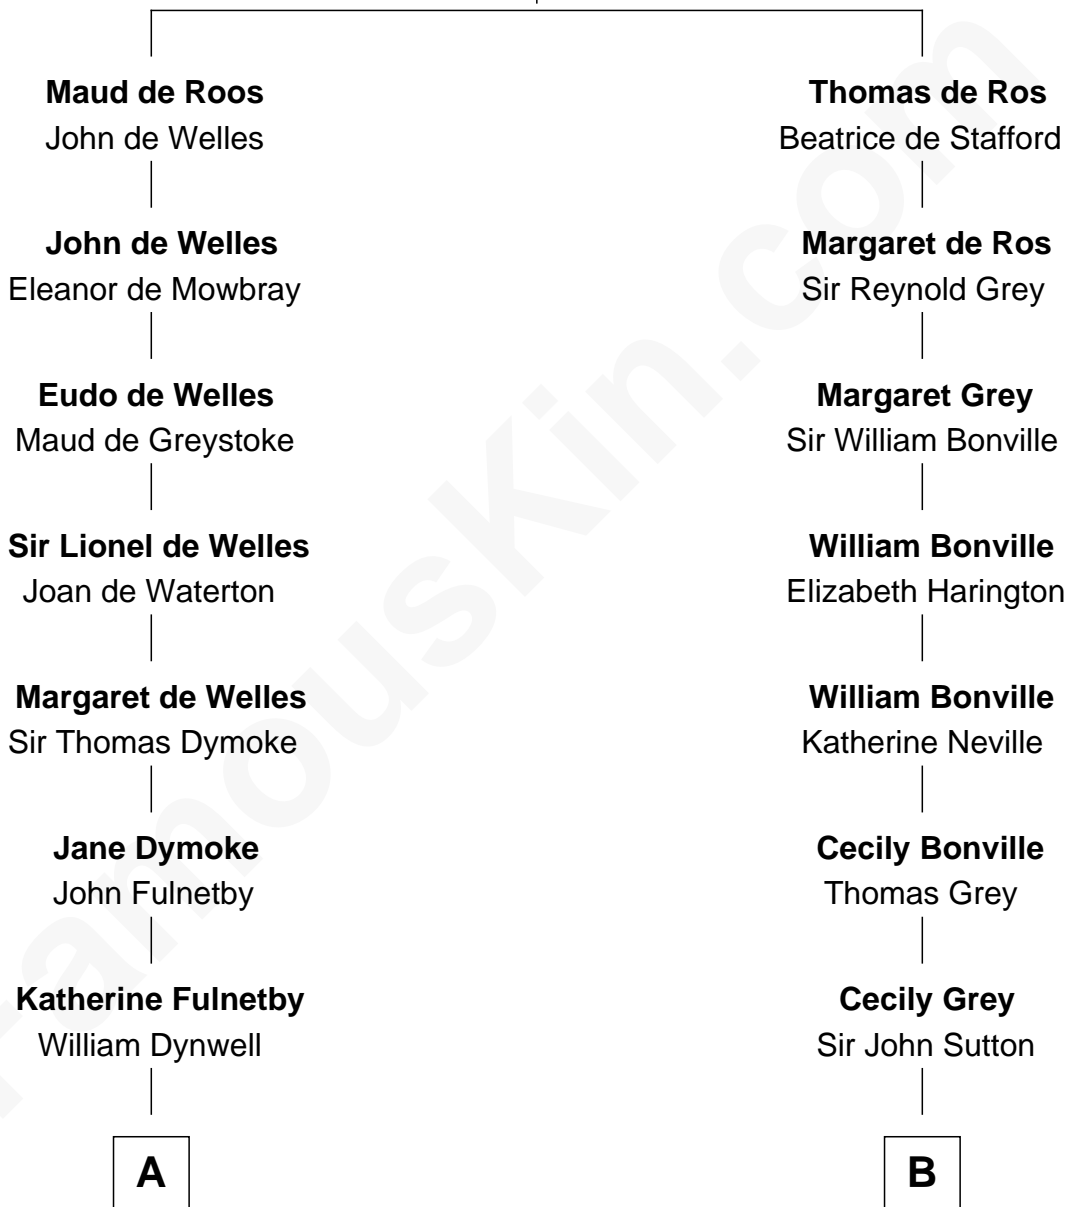 Maud de Roos
John de Welles
John de Welles
Eleanor de Mowbray
Eudo de Welles
Maud de Greystoke
Sir Lionel de Welles
Joan de Waterton
Margaret de Welles
Sir Thomas Dymoke
Jane Dymoke
John Fulnetby
Katherine Fulnetby
William Dynwell
A
Thomas de Ros
Beatrice de Stafford
Margaret de Ros
Sir Reynold Grey
Margaret Grey
Sir William Bonville
William Bonville
Elizabeth Harington
William Bonville
Katherine Neville
Cecily Bonville
Thomas Grey
Cecily Grey
Sir John Sutton
B
FamousKin.com